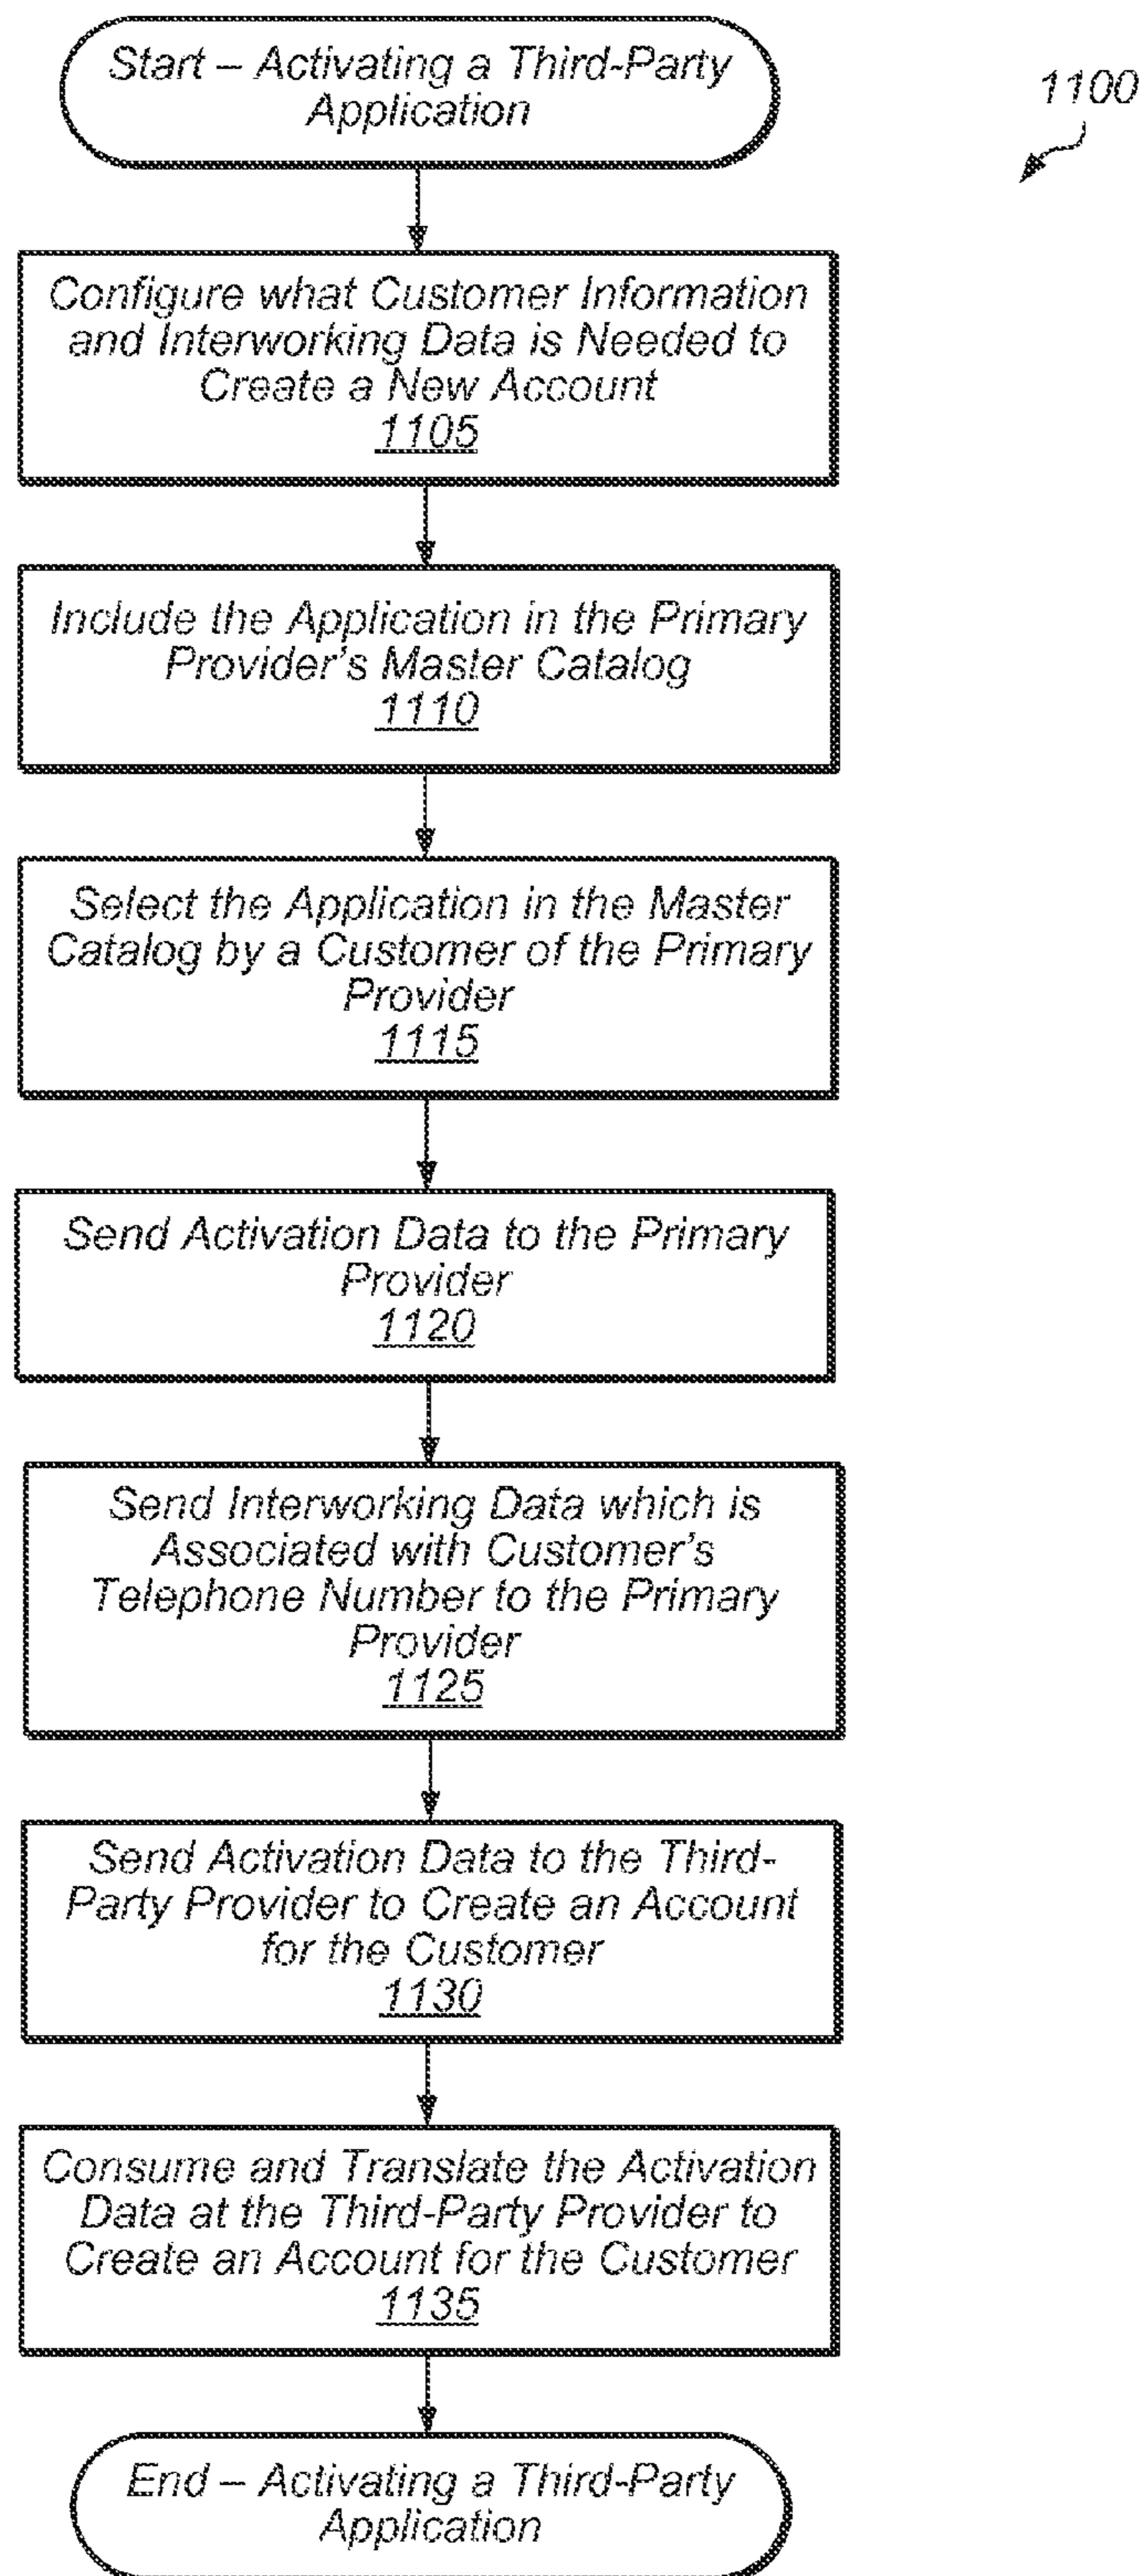 Start – Activating a Third-Party
Application
1100
Configure what Customer Information
and Interworking Data is Needed to
Create a New Account
1105
Include the Application in the Primary
Provider's Master Catalog
1110
Select the Application in the Master
Catalog by a Customer of the Primary
Provider
1115
Send Activation Data to the Primary
Provider
1120
Send Interworking Data which is
Associated with Customer's
Telephone Number to the Primary
Provider
1125
Send Activation Data to the Third-
Party Provider to Create an Account
for the Customer
1130
Consume and Translate the Activation
Data at the Third-Party Provider to
Create an Account for the Customer
1135
End – Activating a Third-Party
Application